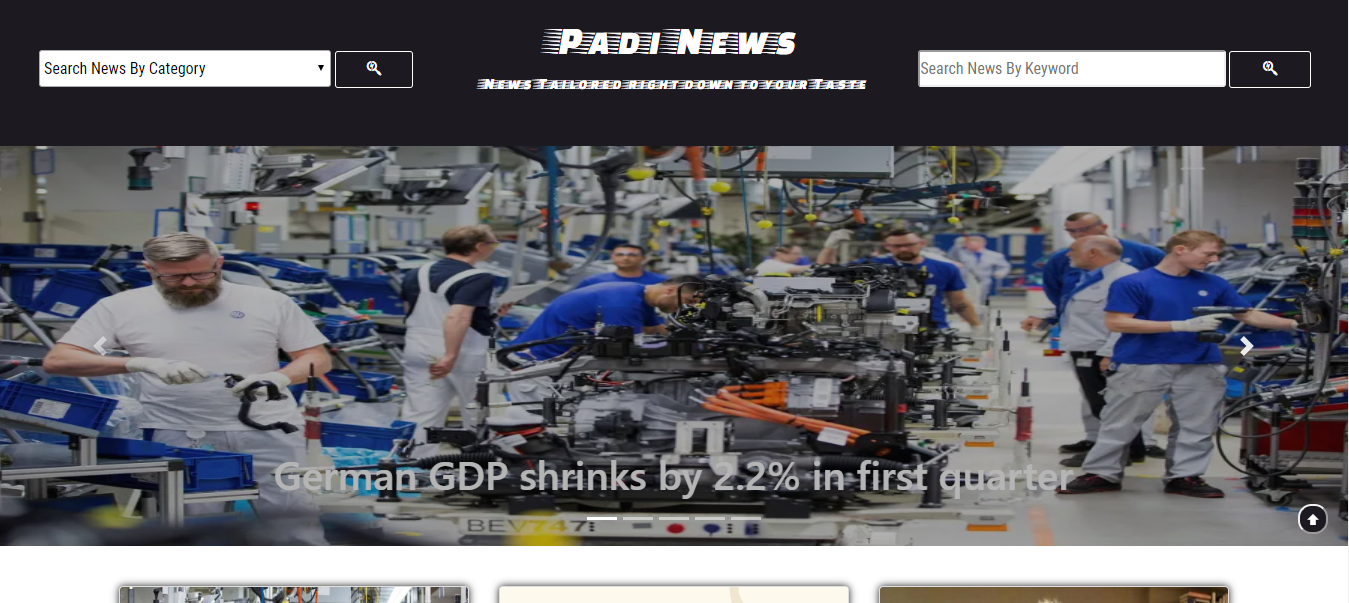 Padi News
News Tailored right down to your Taste
Search News By Category
Search News By Keyword
German GDP shrinks by 2.2% in first quarter
BEV747